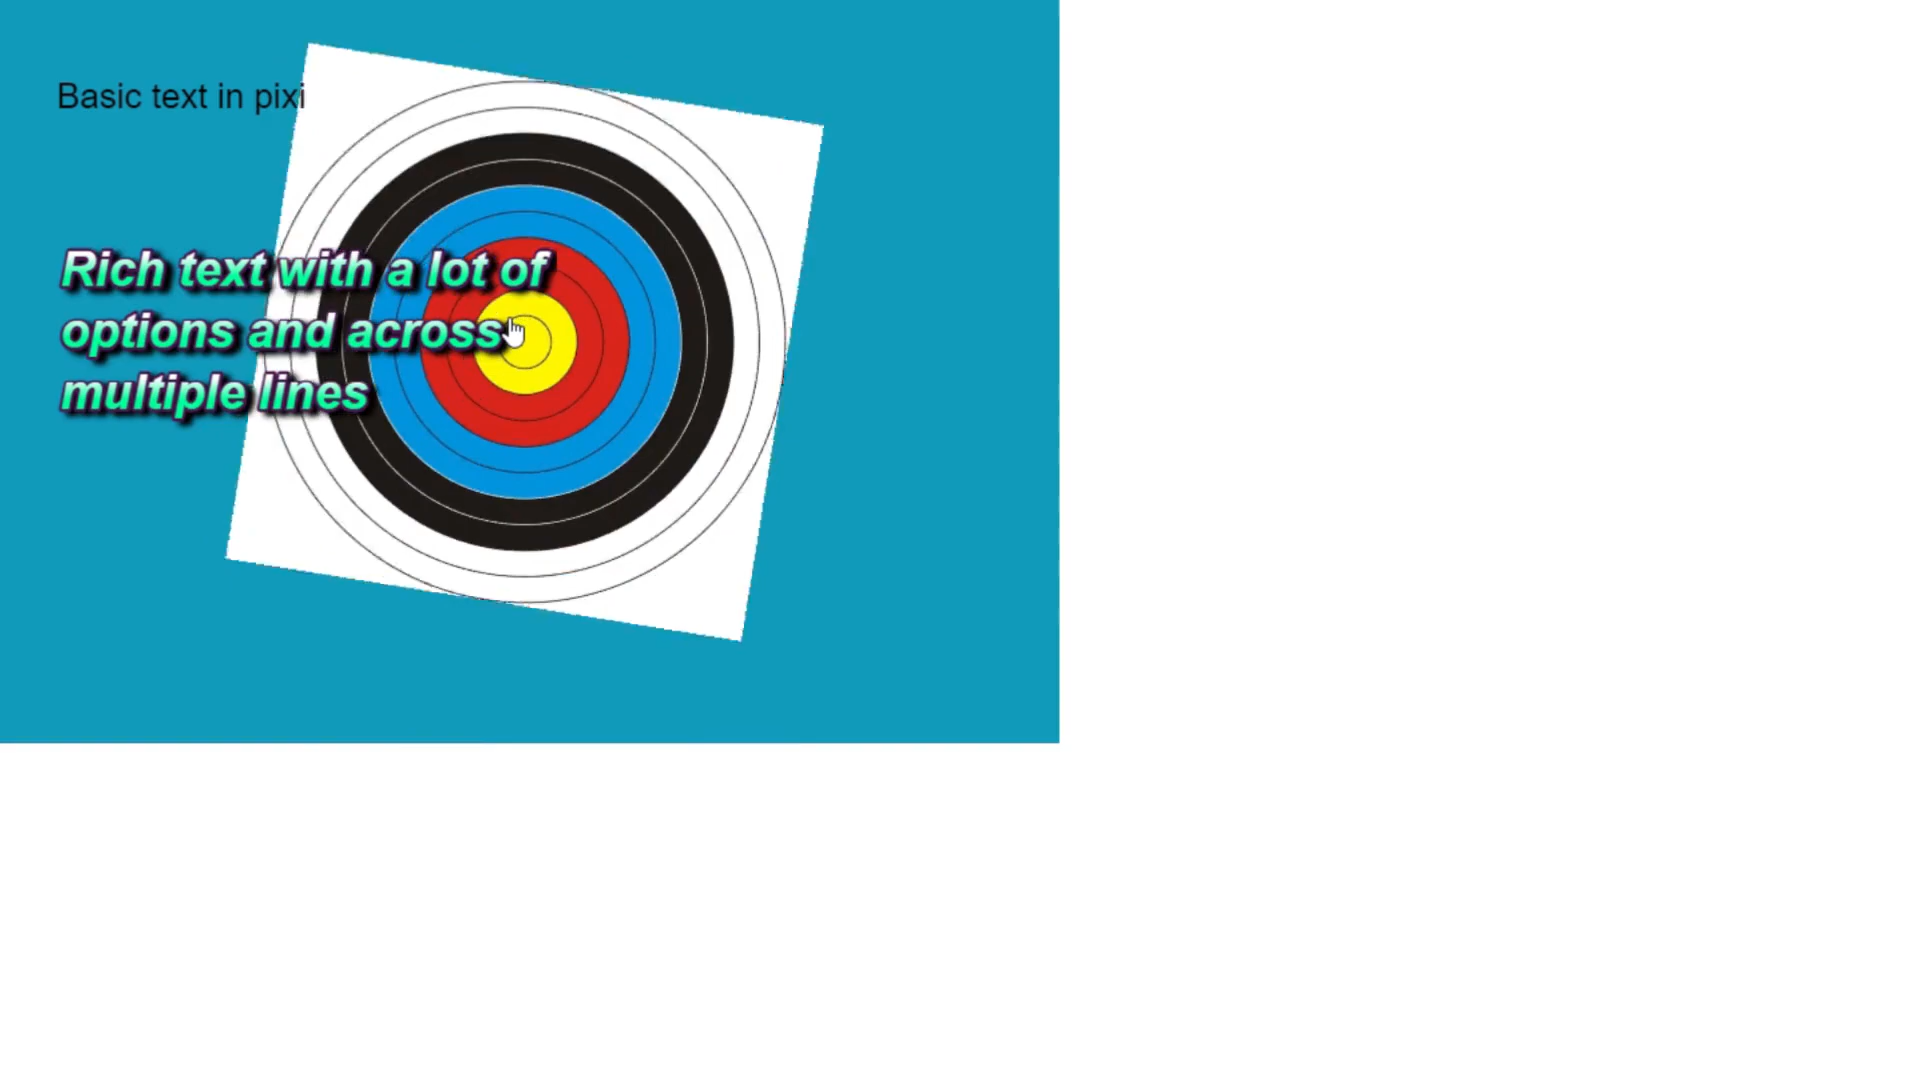 Basic text in pixi
Rich text with a lot of
options and across
multiple lines